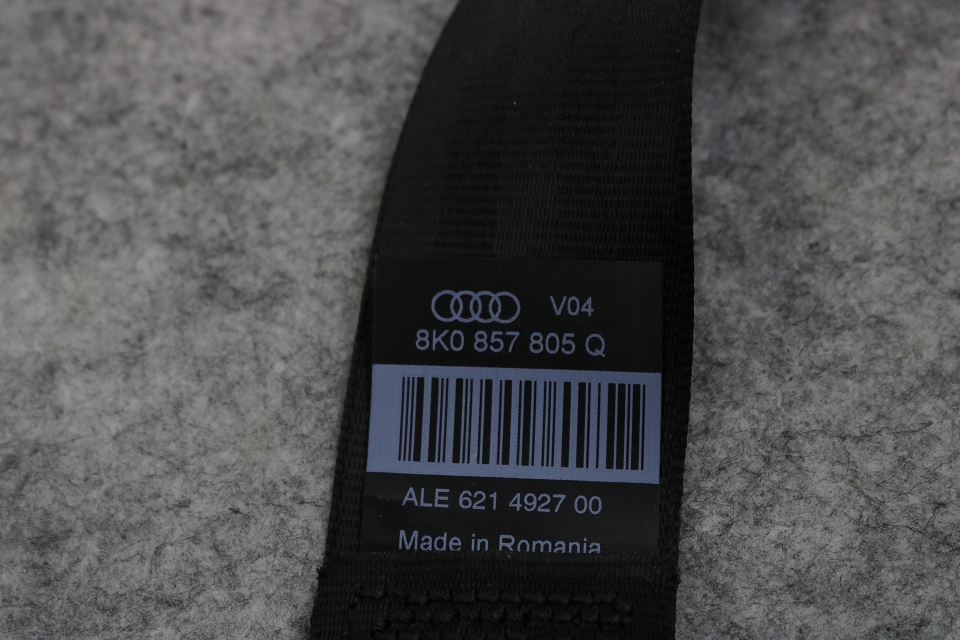 V04
8K0 857 805 Q
ALE 621 4927 00
Made in Romania